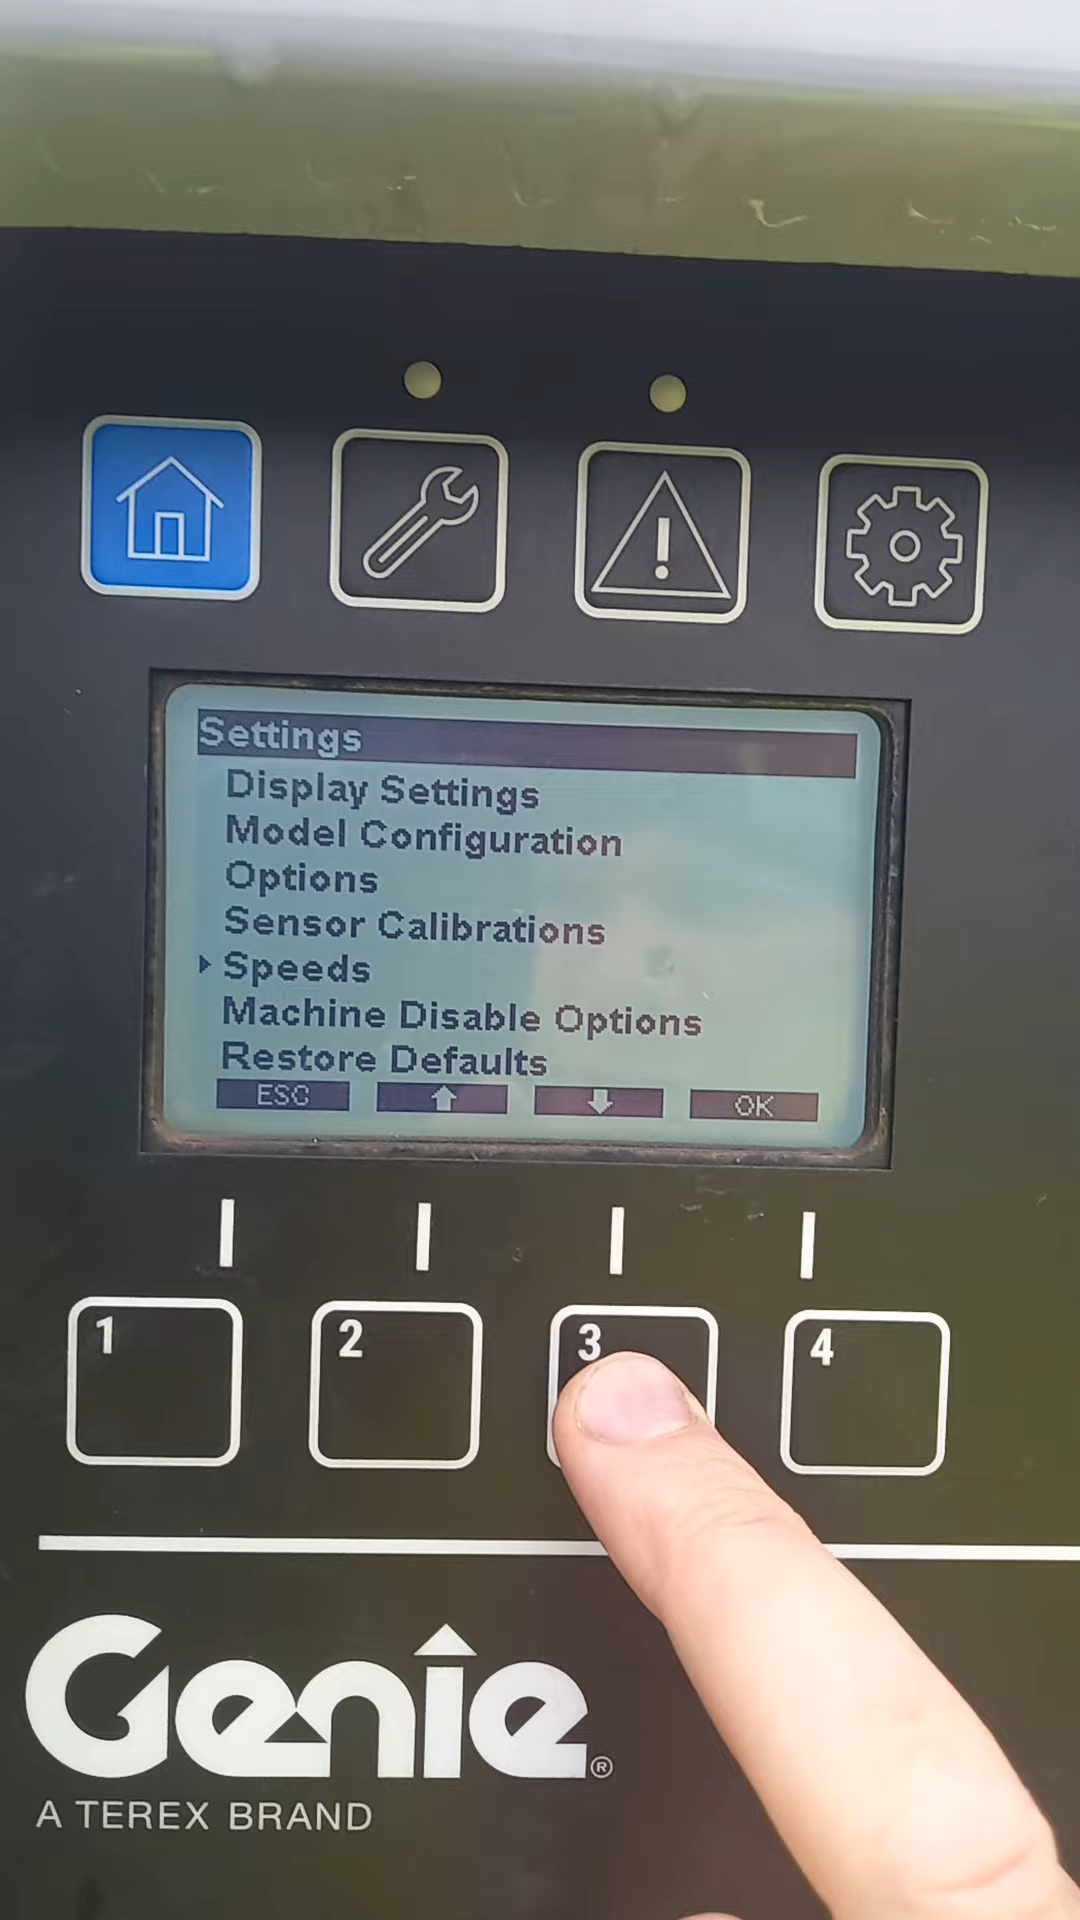 Settings
Display Settings
Model Configuration
Options
Sensor Calibrations
Speeds
Machine Disable Options
Restore Defaults
ESC OK
1 2 3 4
Genie®
A TEREX BRAND